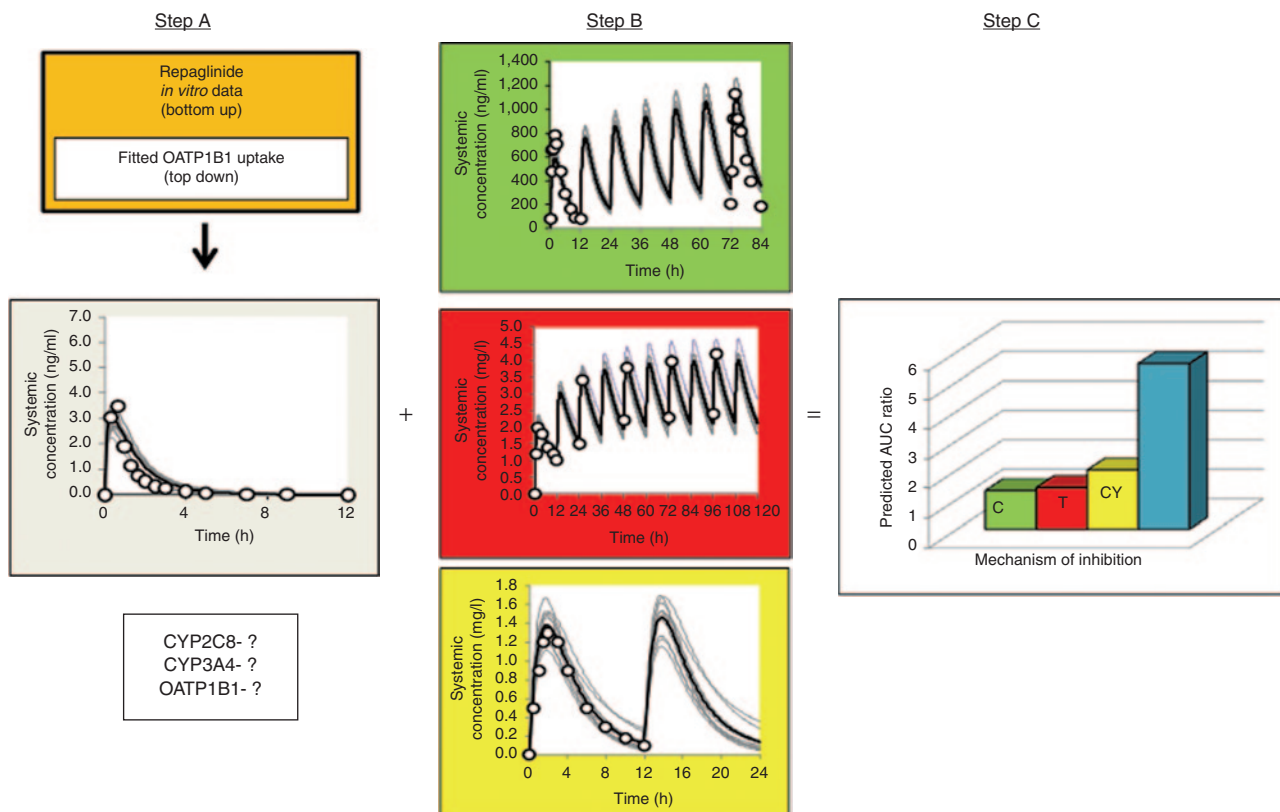 Step A
Step B
Step C
Repaglinide
in vitro data
(bottom up)
Fitted OATP1B1 uptake
(top down)
Systemic
concentration (ng/ml)
7.0
6.0
5.0
4.0
3.0
2.0
1.0
0.0
0 4 8 12
Time (h)
CYP2C8- ?
CYP3A4- ?
OATP1B1- ?
+
Systemic
concentration (ng/ml)
1,400
1,200
1,000
800
600
400
200
0
0 12 24 36 48 60 72 84
Time (h)
Systemic
concentration (mg/l)
5.0
4.5
4.0
3.5
3.0
2.5
2.0
1.5
1.0
0.5
0.0
0 12 24 36 48 60 72 84 96 108 120
Time (h)
Systemic
concentration (mg/l)
1.8
1.6
1.4
1.2
1.0
0.8
0.6
0.4
0.2
0.0
0 4 8 12 16 20 24
Time (h)
=
Predicted AUC ratio
6
5
4
3
2
1
0
C
T
CY
Mechanism of inhibition